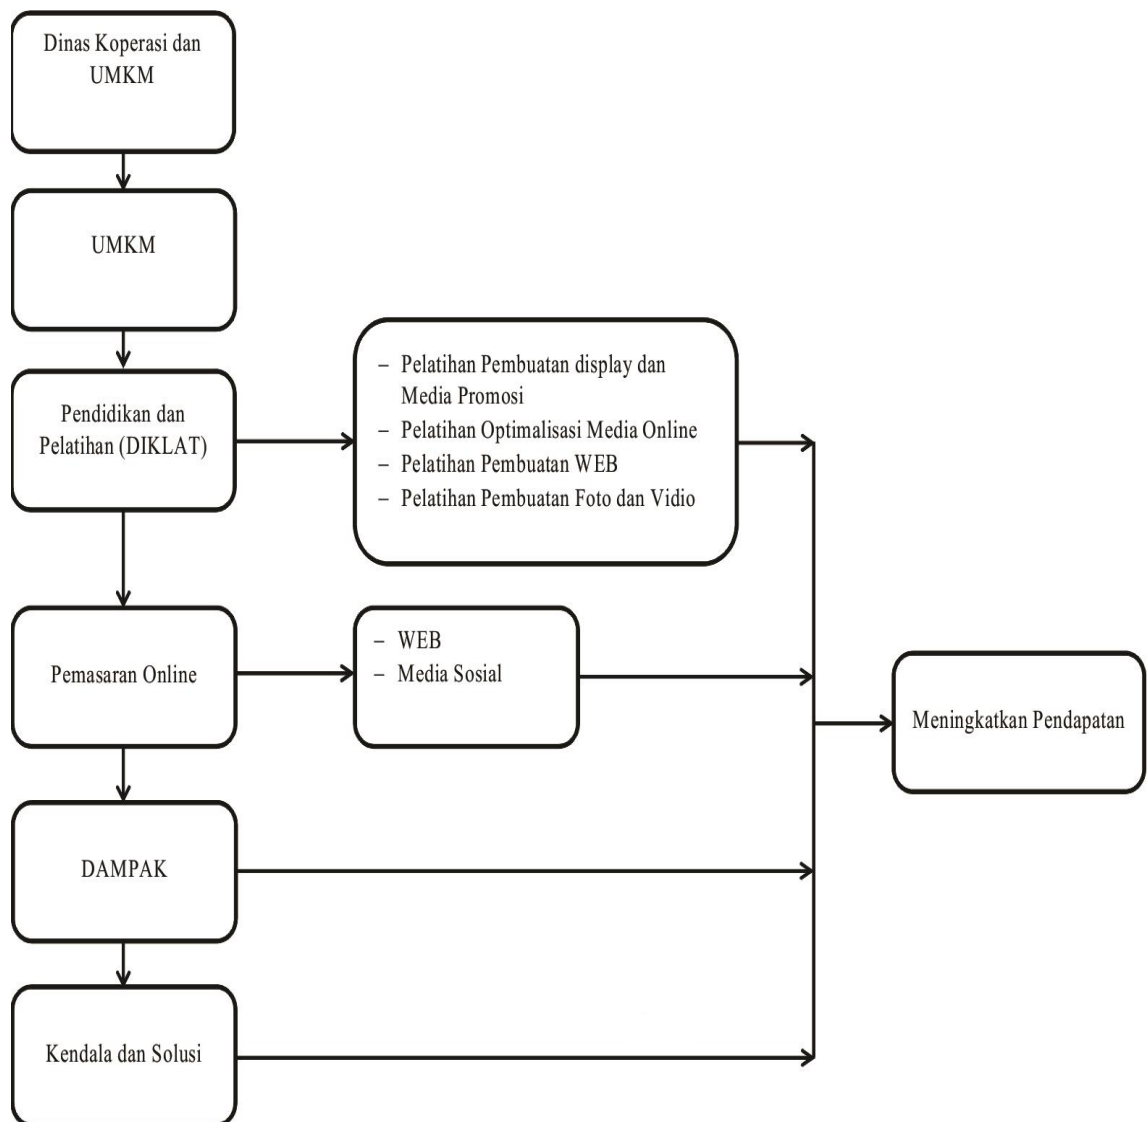 Dinas Koperasi dan
UMKM
UMKM
Pendidikan dan
Pelatihan (DIKLAT)
– Pelatihan Pembuatan display dan
Media Promosi
– Pelatihan Optimalisasi Media Online
– Pelatihan Pembuatan WEB
– Pelatihan Pembuatan Foto dan Vidio
Pemasaran Online
– WEB
– Media Sosial
Meningkatkan Pendapatan
DAMPAK
Kendala dan Solusi